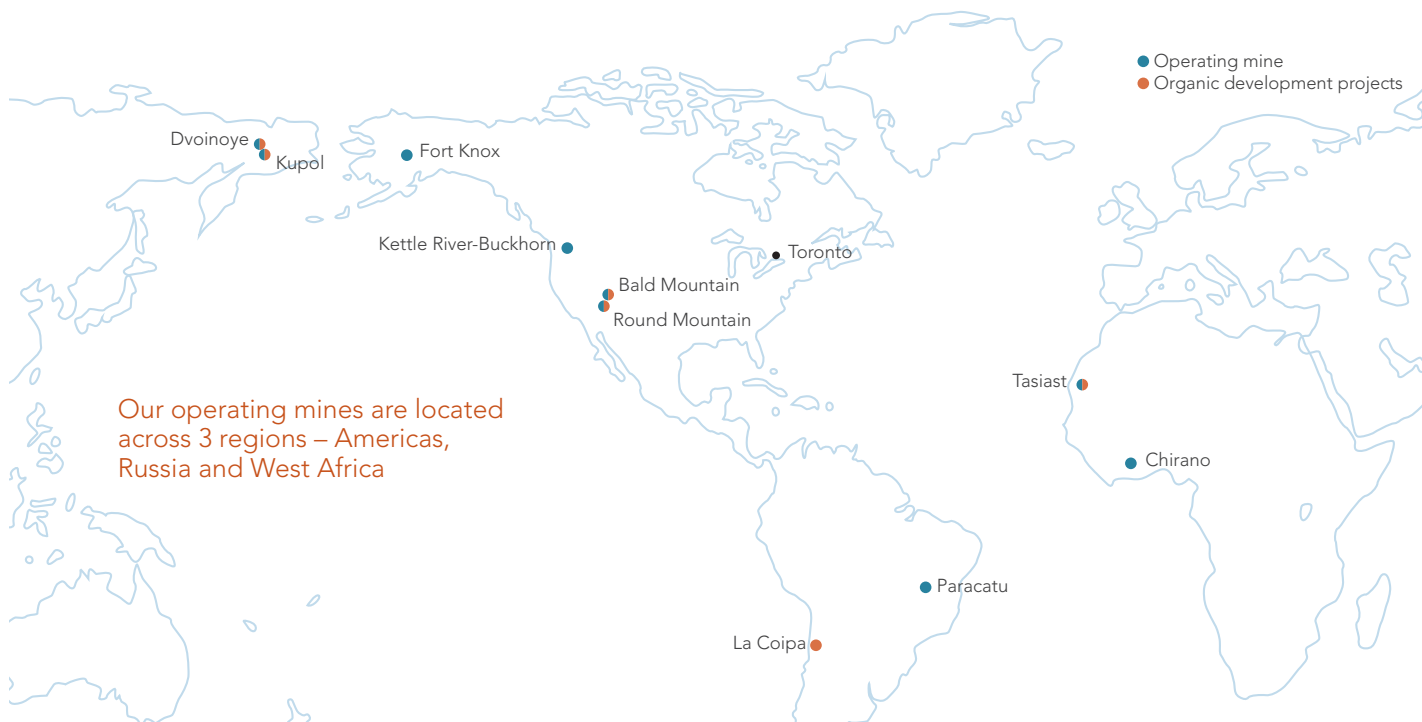 Operating mine
Organic development projects
Dvoinoye
Kupol
Fort Knox
Kettle River-Buckhorn
Toronto
Bald Mountain
Round Mountain
Tasiast
Our operating mines are located
across 3 regions – Americas,
Russia and West Africa
Chirano
Paracatu
La Coipa